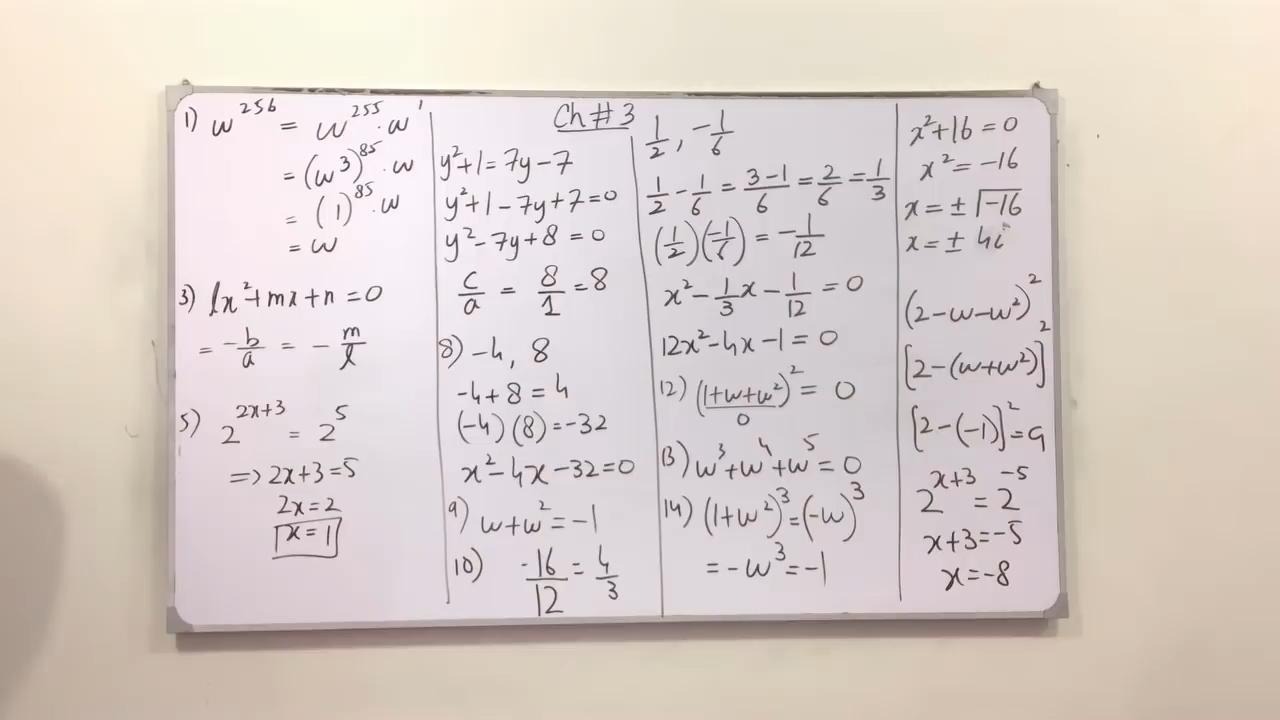 Ch # 3
1) w^256 = w^255 . w^1
= (w^3)^85 . w
= (1)^85 . w
= w
3) lx^2 + mx + n = 0
= -b/a = - m/l
5) 2^(2x+3) = 2^5
=> 2x+3 = 5
2x = 2
x = 1
y^2+1 = 7y-7
y^2+1-7y+7=0
y^2-7y+8=0
c/a = 8/1 = 8
8) -4, 8
-4+8 = 4
(-4)(8) = -32
x^2-4x-32=0
9) w+w^2 = -1
10) -16/12 = 4/3
1/2, -1/6
1/2 - 1/6 = 3-1/6 = 2/6 = 1/3
(1/2)(-1/6) = -1/12
x^2 - 1/3 x - 1/12 = 0
12x^2-4x-1=0
12) (1+w+w^2)^2 = 0
0
13) w^3+w^4+w^5 = 0
14) (1+w^2)^3 = (-w)^3
= -w^3 = -1
x^2+16 = 0
x^2 = -16
x = ± √-16
x = ± 4i
(2-w-w^2)^2
[2-(w+w^2)]^2
[2-(-1)]^2 = 9
2^(x+3) = 2^-5
x+3=-5
x=-8